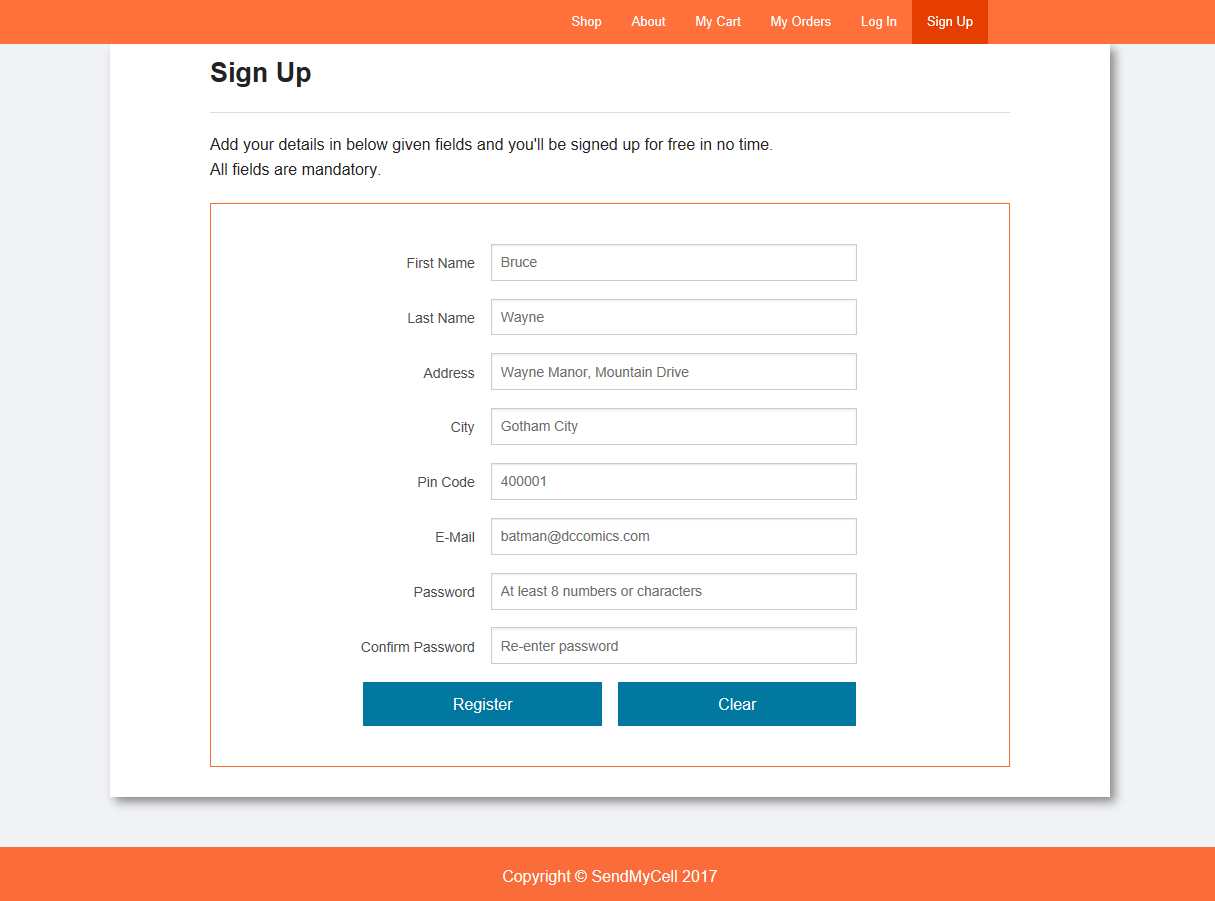 Shop About My Cart My Orders Log In Sign Up
Sign Up
Add your details in below given fields and you'll be signed up for free in no time.
All fields are mandatory.
First Name Bruce
Last Name Wayne
Address Wayne Manor, Mountain Drive
City Gotham City
Pin Code 400001
E-Mail batman@dccomics.com
Password At least 8 numbers or characters
Confirm Password Re-enter password
Register Clear
Copyright © SendMyCell 2017